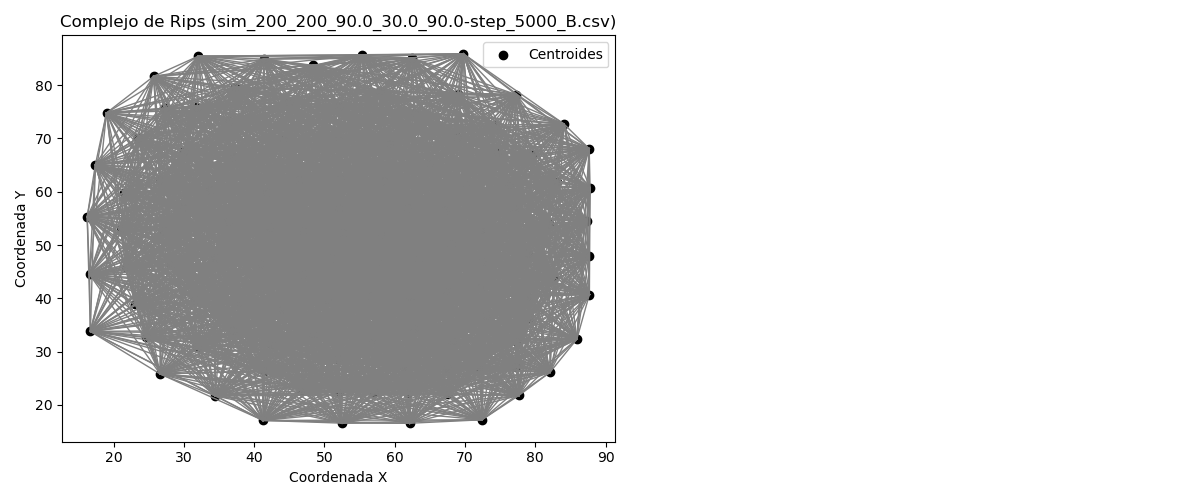 Complejo de Rips (sim_200_200_90.0_30.0_90.0-step_5000_B.csv)
Centroides
Coordenada Y
80
70
60
50
40
30
20
20 30 40 50 60 70 80 90
Coordenada X